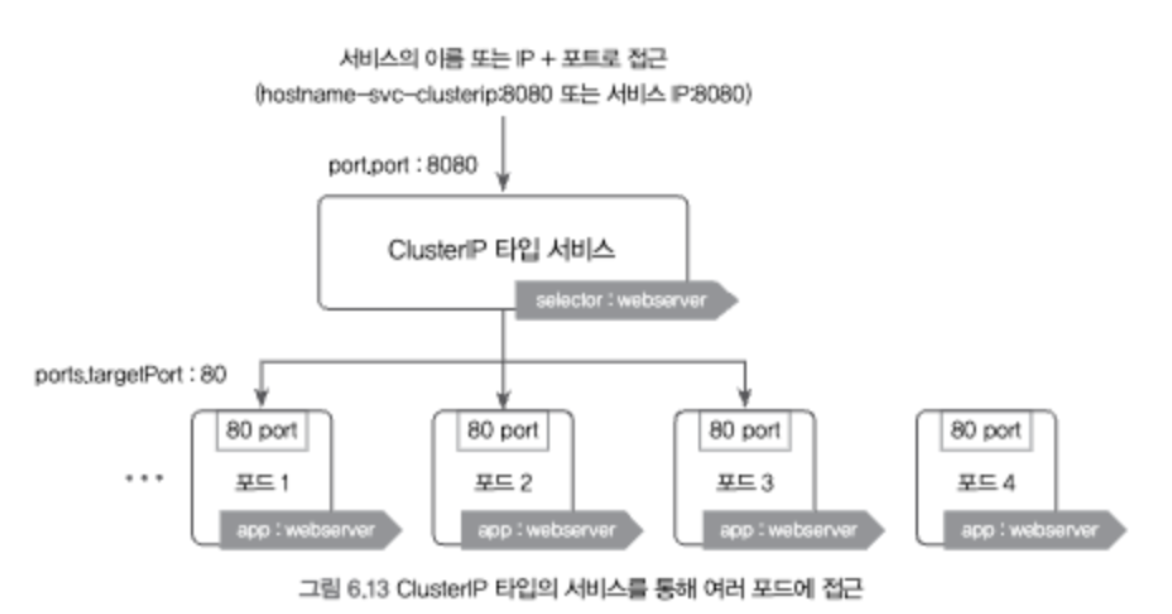 서비스의 이름 또는 IP + 포트로 접근
(hostname-svc-clusterip:8080 또는 서비스 IP:8080)
port.port : 8080
ClusterIP 타입 서비스
selector : webserver
ports.targetPort : 80
80 port
80 port
80 port
80 port
...
포드 1
포드 2
포드 3
포드 4
app : webserver
app : webserver
app : webserver
app : webserver
그림 6.13 ClusterIP 타입의 서비스를 통해 여러 포드에 접근